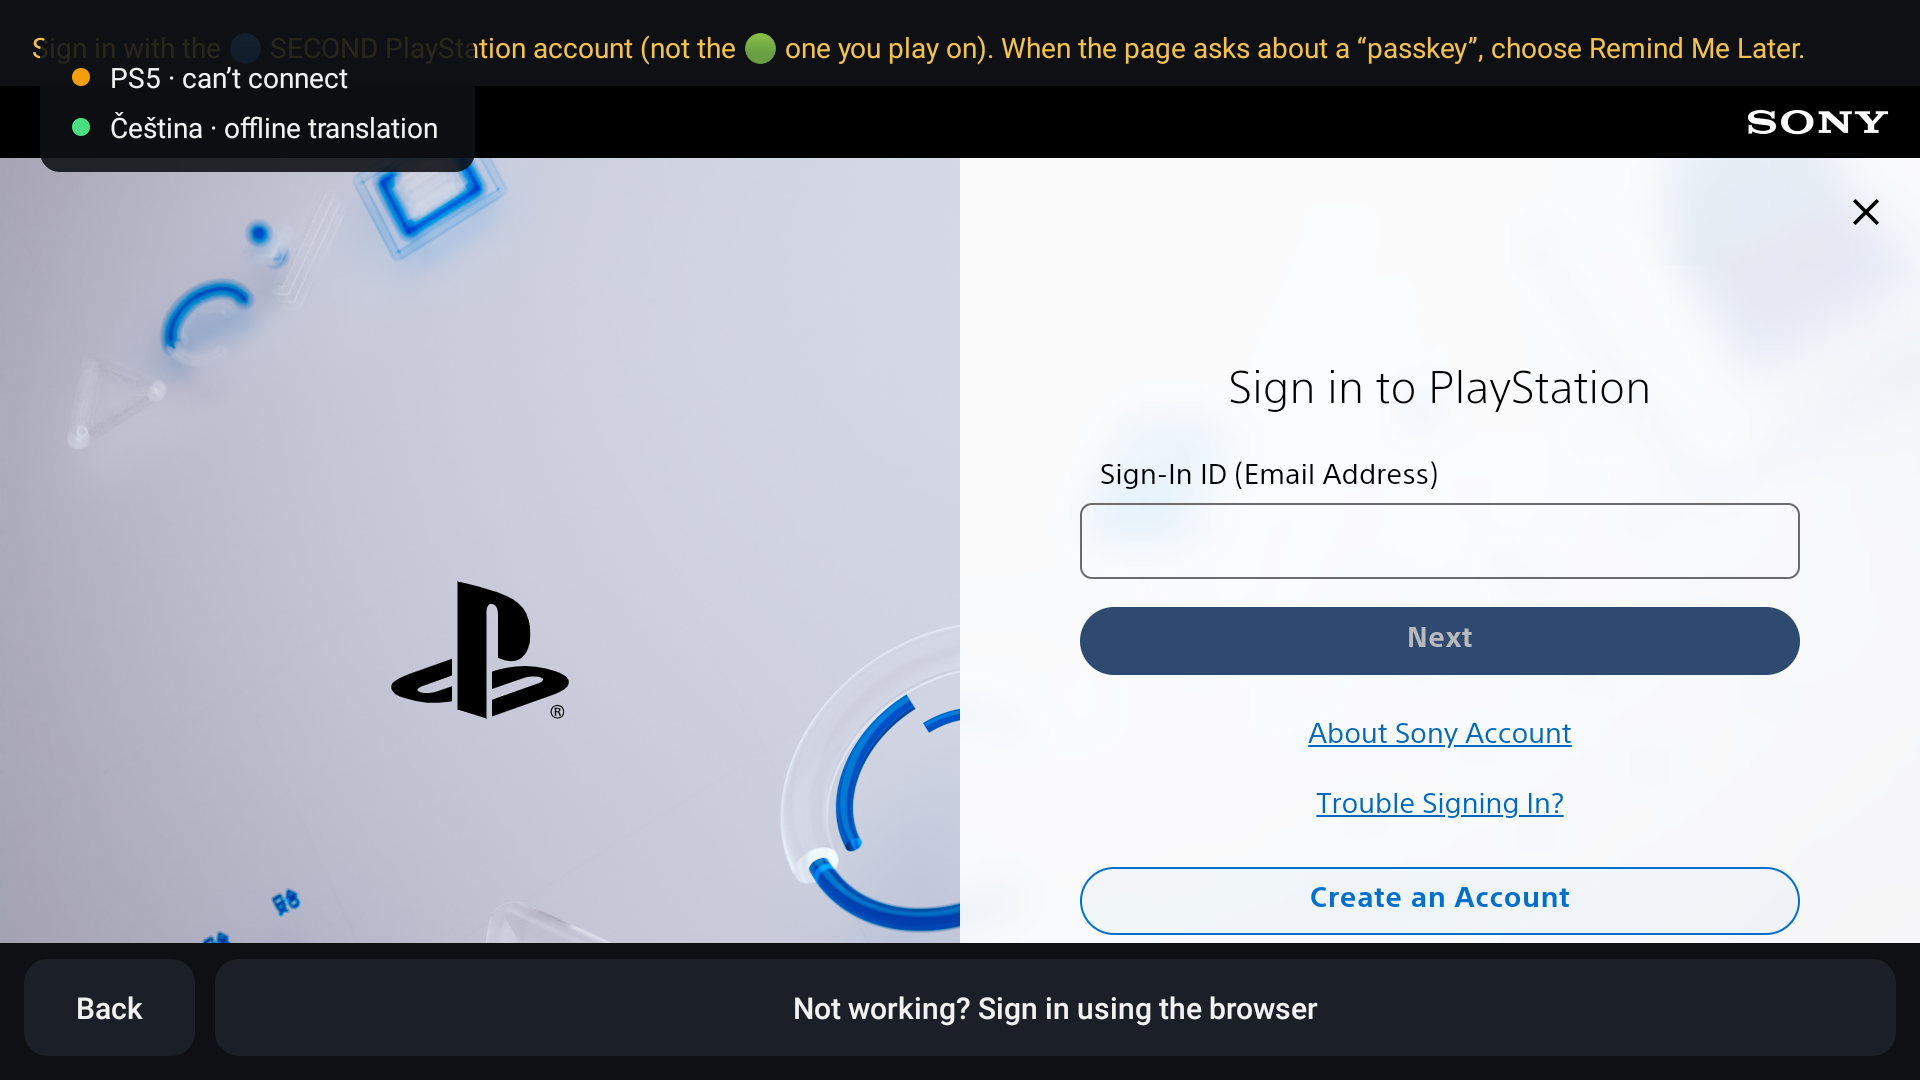 Sign in with the 🔵 SECOND PlayStation account (not the 🟢 one you play on). When the page asks about a “passkey”, choose Remind Me Later.
PS5 · can’t connect
Čeština · offline translation
SONY
Sign in to PlayStation
Sign-In ID (Email Address)
Next
About Sony Account
Trouble Signing In?
Create an Account
®
Back
Not working? Sign in using the browser